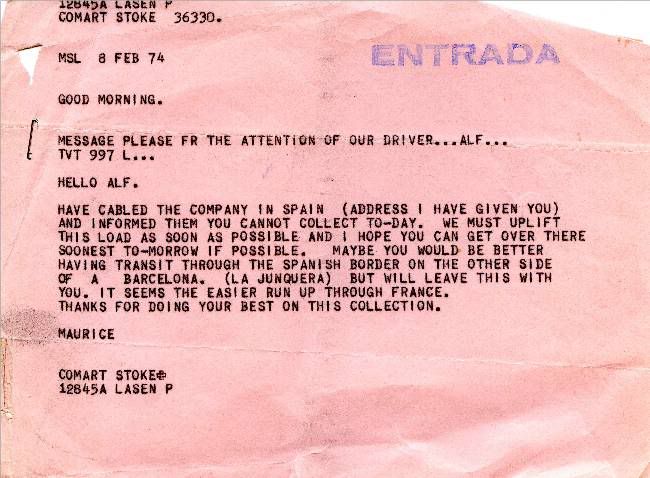 12845A LASEN P
COMART STOKE 36330.
ENTRADA
MSL 8 FEB 74
GOOD MORNING.
MESSAGE PLEASE FR THE ATTENTION OF OUR DRIVER...ALF...
TVT 997 L...
HELLO ALF.
HAVE CABLED THE COMPANY IN SPAIN (ADDRESS I HAVE GIVEN YOU)
AND INFORMED THEM YOU CANNOT COLLECT TO-DAY. WE MUST UPLIFT
THIS LOAD AS SOON AS POSSIBLE AND I HOPE YOU CAN GET OVER THERE
SOONEST TO-MORROW IF POSSIBLE. MAYBE YOU WOULD BE BETTER
HAVING TRANSIT THROUGH THE SPANISH BORDER ON THE OTHER SIDE
OF A BARCELONA. (LA JUNQUERA) BUT WILL LEAVE THIS WITH
YOU. IT SEEMS THE EASIER RUN UP THROUGH FRANCE.
THANKS FOR DOING YOUR BEST ON THIS COLLECTION.
MAURICE
COMART STOKE✠
12845A LASEN P